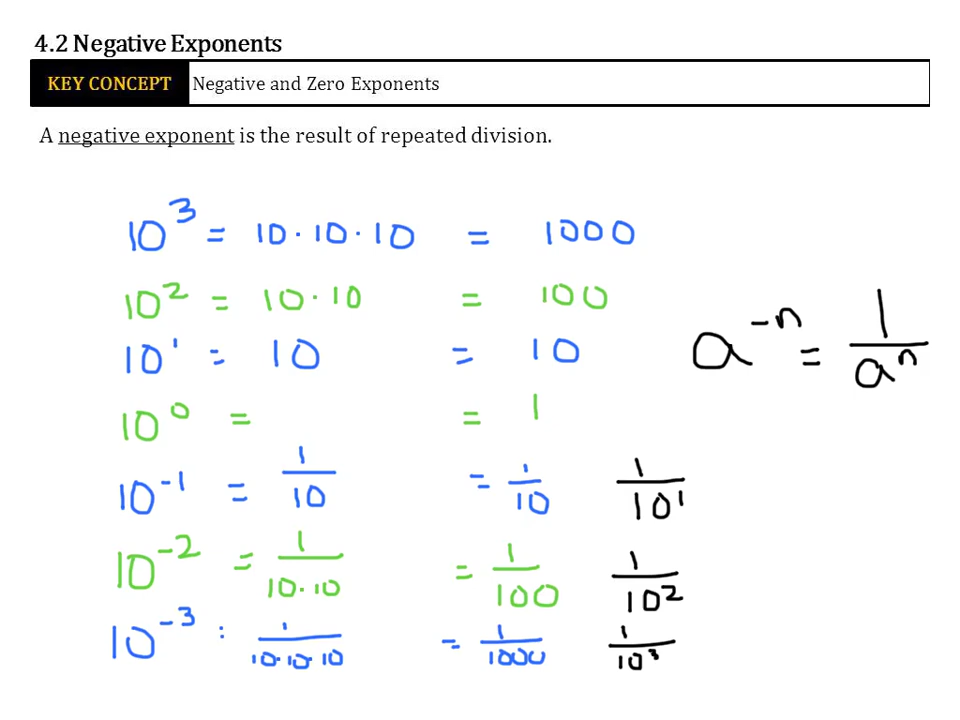 4.2 Negative Exponents
KEY CONCEPT Negative and Zero Exponents
A negative exponent is the result of repeated division.
10³ = 10·10·10 = 1000
10² = 10·10 = 100
10¹ = 10 = 10
a⁻ⁿ = 1/aⁿ
10⁰ = = 1
10⁻¹ = 1/10 = 1/10 1/10¹
10⁻² = 1/10·10 = 1/100 1/10²
10⁻³ : 1/10·10·10 = 1/1000 1/10³